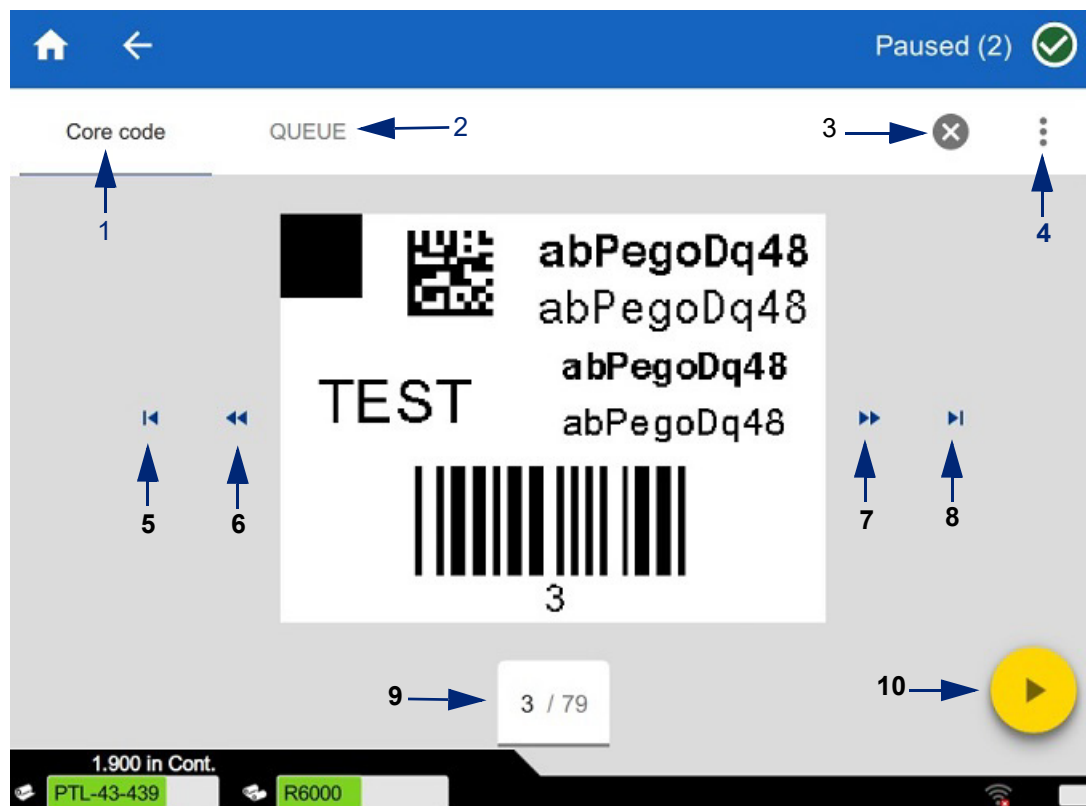 Paused (2)
Core code
QUEUE
2
3
1
4
abPegoDq48
abPegoDq48
abPegoDq48
TEST
abPegoDq48
5
6
7
8
3
9
3 / 79
10
1.900 in Cont.
PTL-43-439
R6000